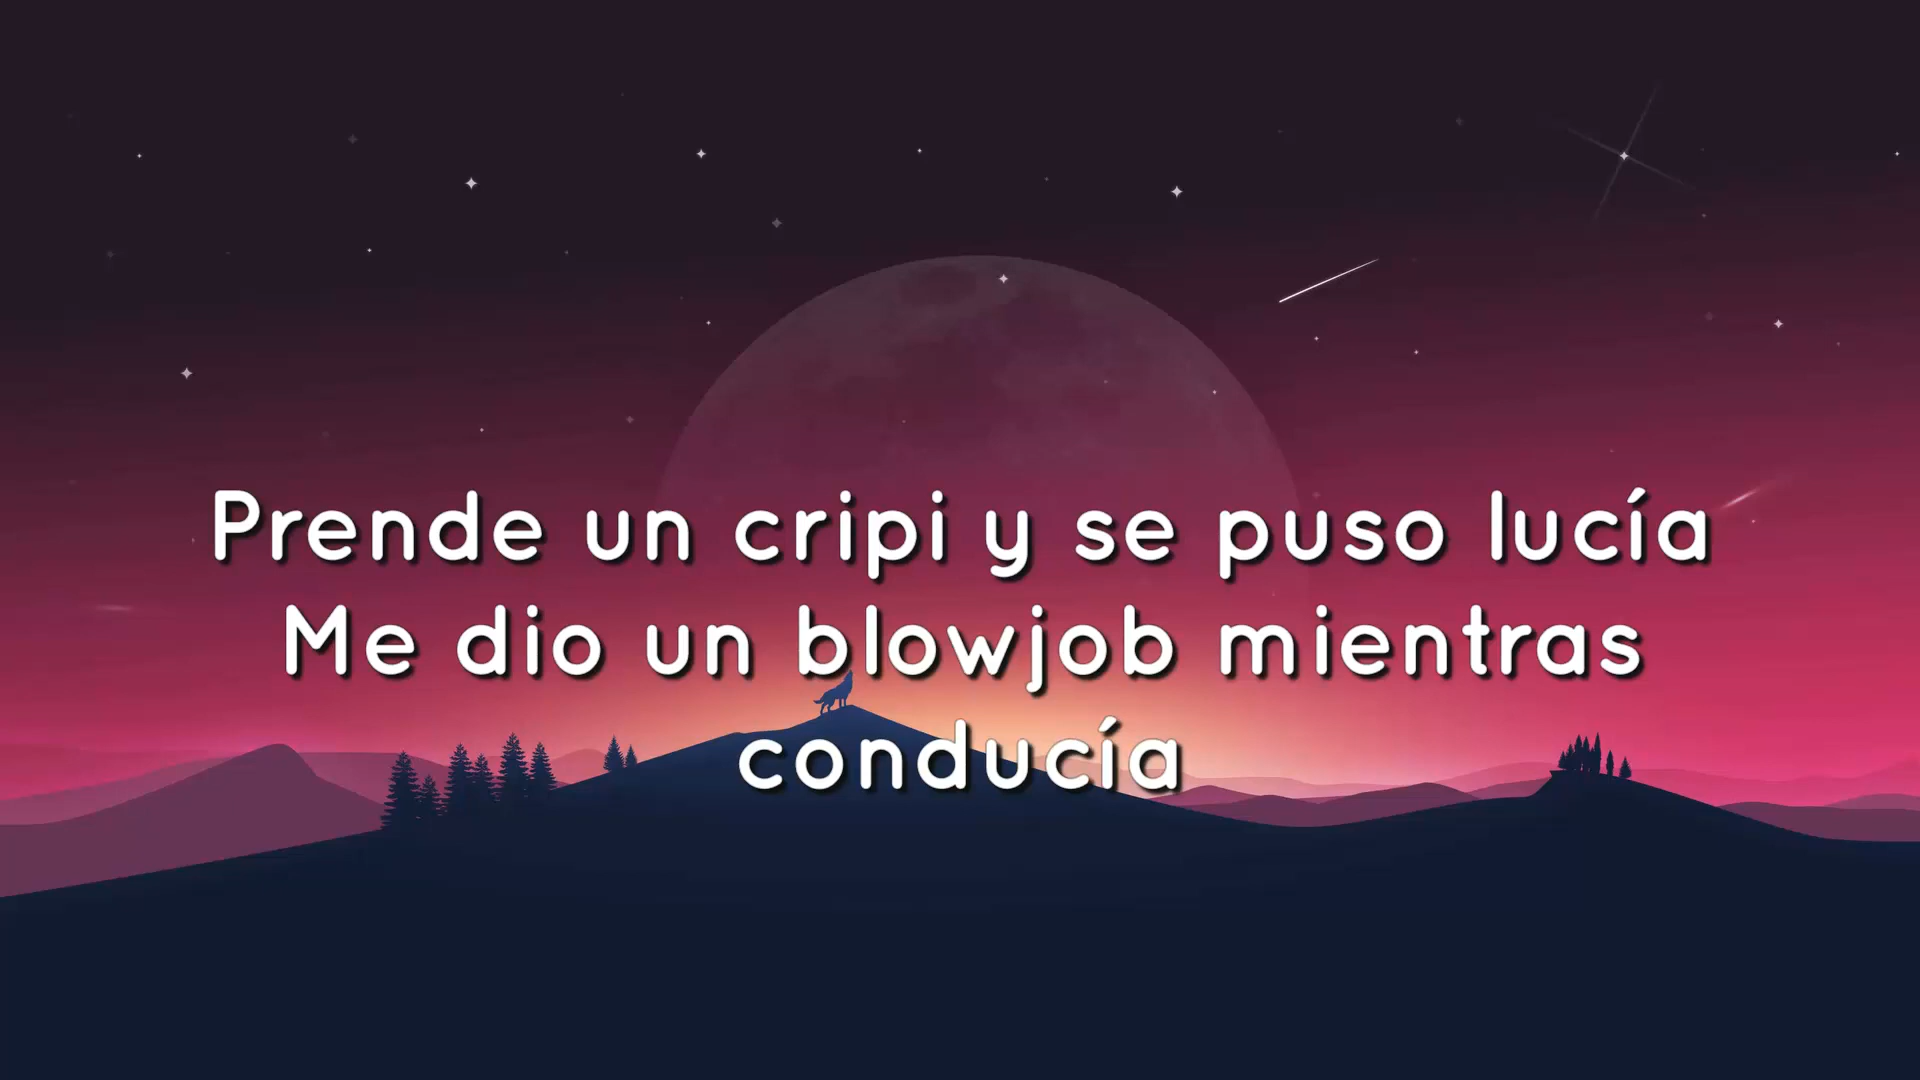 Prende un cripi y se puso lucía
Me dio un blowjob mientras
conducía